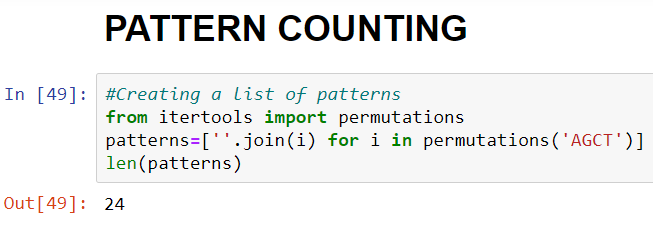 PATTERN COUNTING
In [49]: #Creating a list of patterns
from itertools import permutations
patterns=[''.join(i) for i in permutations('AGCT')]
len(patterns)
Out[49]: 24